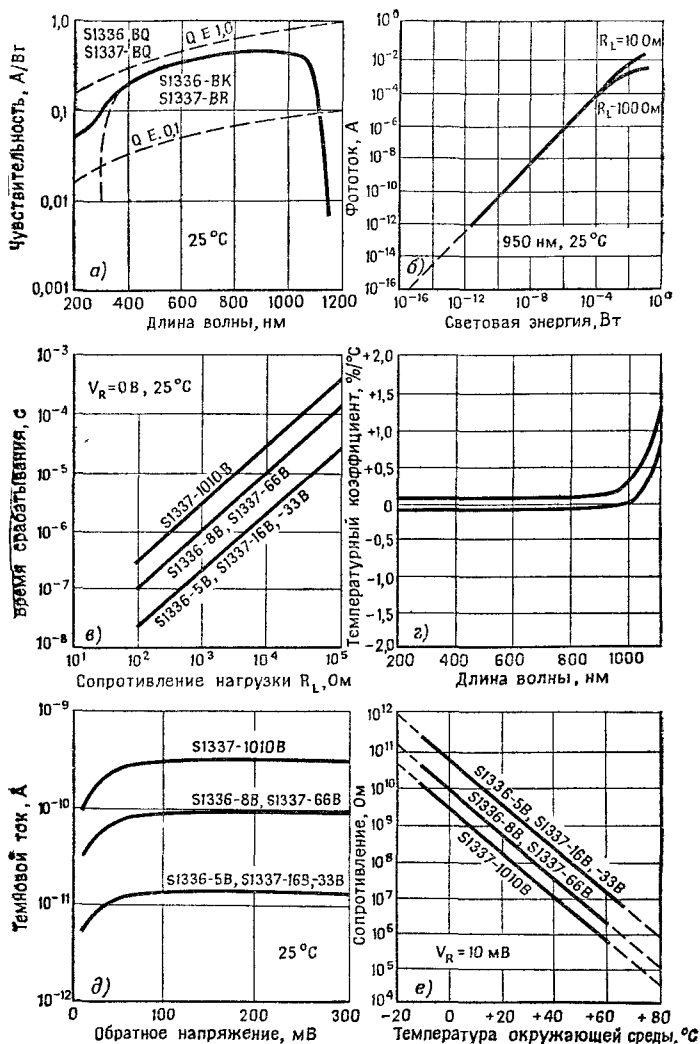 S1336-BQ
S1337-BQ
Q E 1,0
S1336-BK
S1337-BR
Q E. 0,1
25°C
а)
1,0
0,1
0,01
0,001
200 400 600 800 1000 1200
Чувствительность, А/Вт
Длина волны, нм
R_L=10 Ом
R_L=100 Ом
950 нм, 25°C
б)
10⁰
10⁻²
10⁻⁴
10⁻⁶
10⁻⁸
10⁻¹⁰
10⁻¹²
10⁻¹⁴
10⁻¹⁶
10⁻¹⁶ 10⁻¹² 10⁻⁸ 10⁻⁴ 10⁰
Фототок, А
Световая энергия, Вт
V_R=0В, 25°C
S1337-1010B
S1336-8B, S1337-66B
S1336-5B, S1337-16B, -33B
в)
10⁻³
10⁻⁴
10⁻⁵
10⁻⁶
10⁻⁷
10⁻⁸
10¹ 10² 10³ 10⁴ 10⁵
Время срабатывания, с
Сопротивление нагрузки R_L, Ом
г)
+2,0
+1,5
+1,0
+0,5
0
-0,5
-1,0
-1,5
-2,0
200 400 600 800 1000
Температурный коэффициент, %/°C
Длина волны, нм
S1337-1010B
S1336-8B, S1337-66B
S1336-5B, S1337-16B,-33B
25°C
д)
10⁻⁹
10⁻¹⁰
10⁻¹¹
10⁻¹²
0 100 200 300
Темновой ток, А
Обратное напряжение, мВ
S1336-5B, S1337-16B, -33B
S1336-8B, S1337-66B
S1337-1010B
V_R = 10 мВ
е)
10¹²
10¹¹
10¹⁰
10⁹
10⁸
10⁷
10⁶
10⁵
10⁴
-20 0 +20 +40 +60 +80
Сопротивление, Ом
Температура окружающей среды, °C